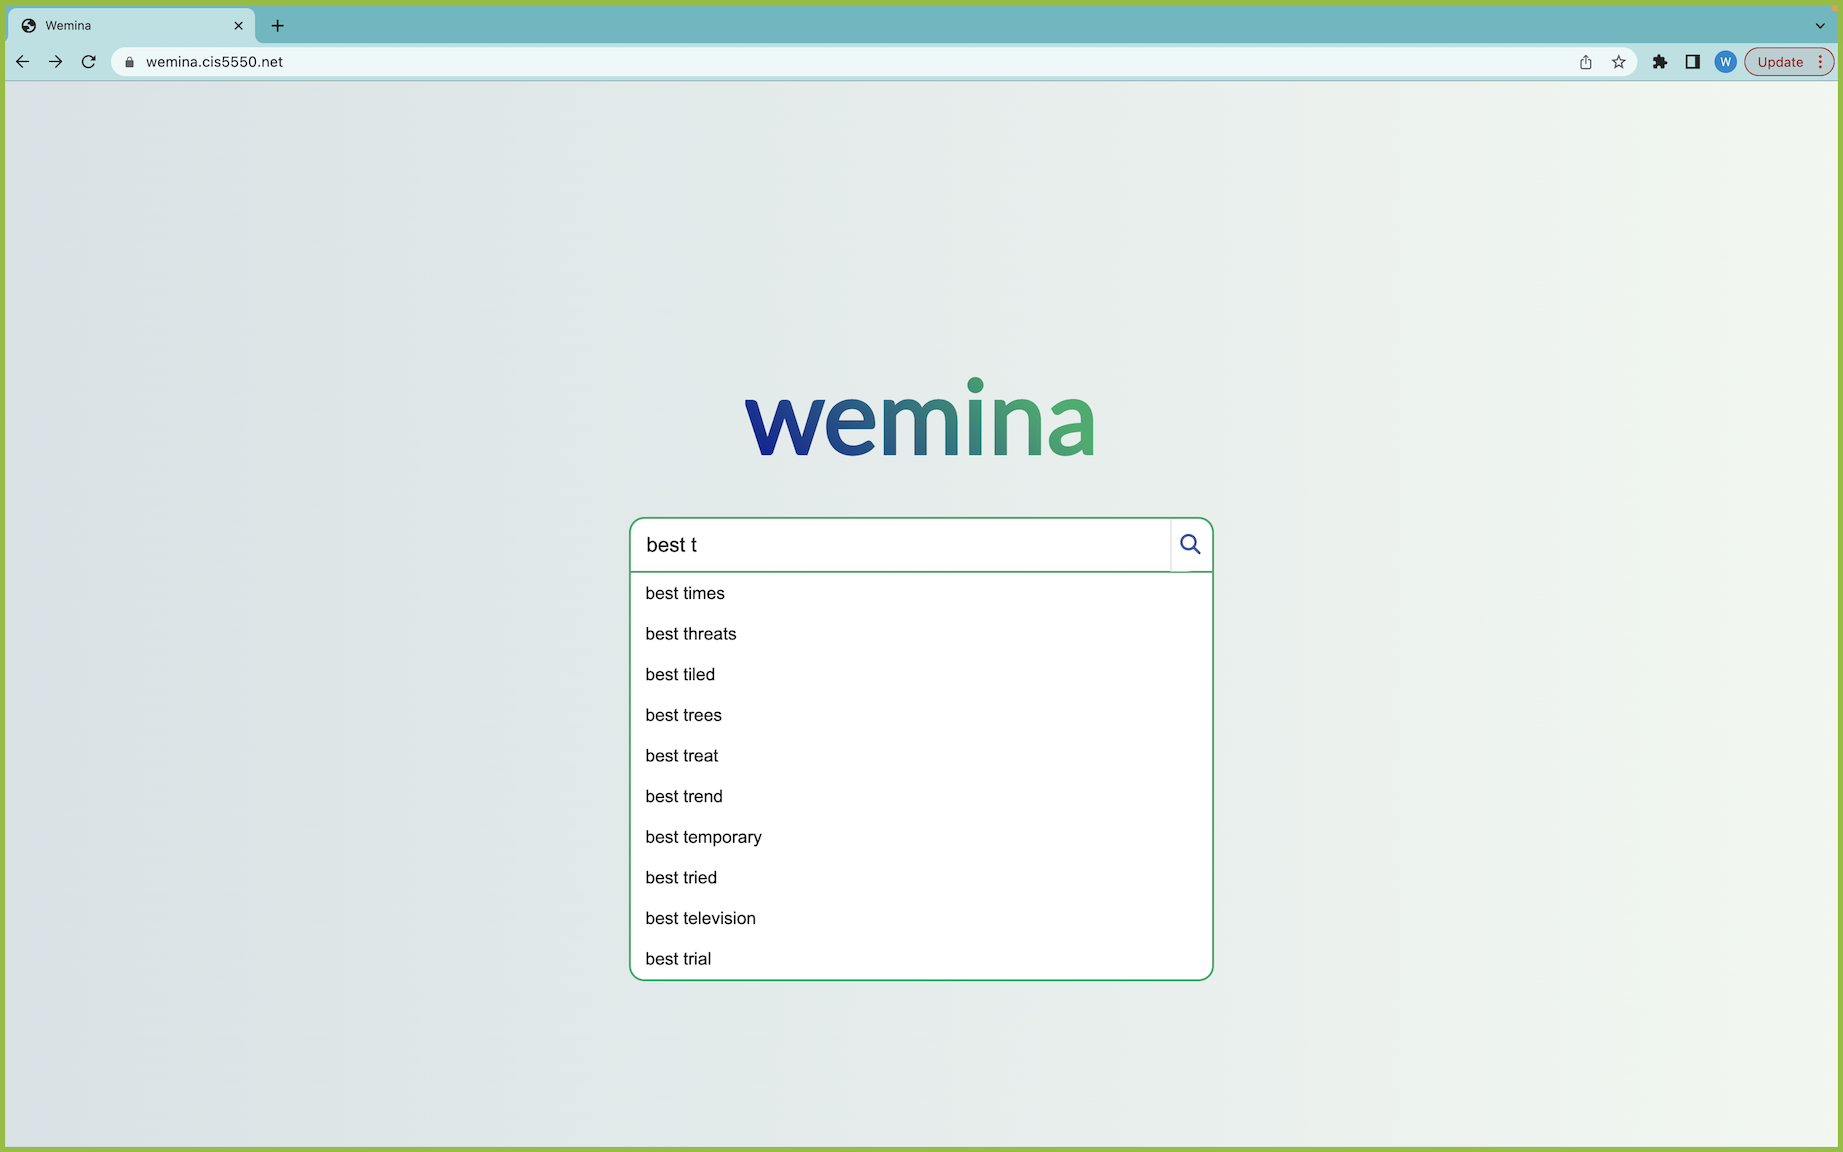 Wemina
wemina.cis5550.net
W
Update
wemina
best t
best times
best threats
best tiled
best trees
best treat
best trend
best temporary
best tried
best television
best trial